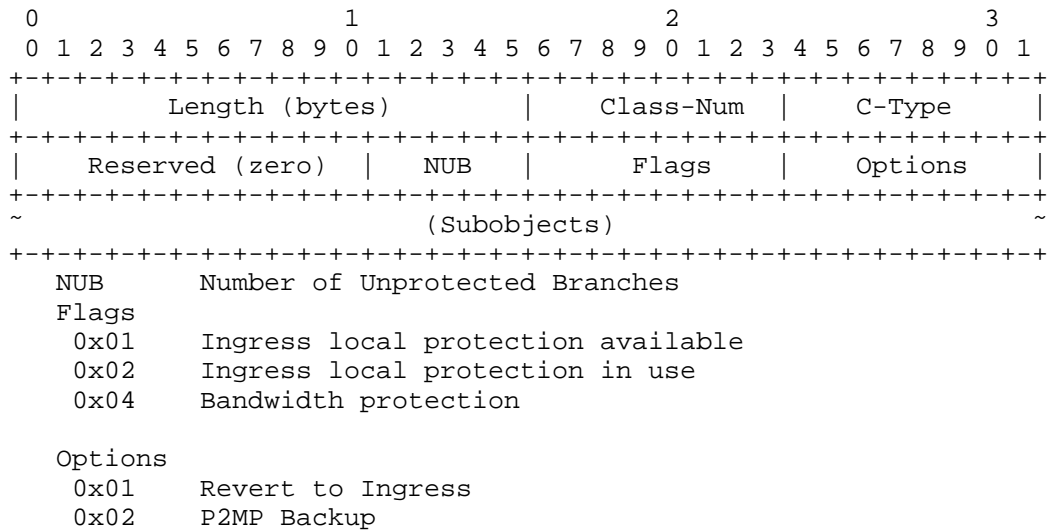 0                   1                   2                   3
 0 1 2 3 4 5 6 7 8 9 0 1 2 3 4 5 6 7 8 9 0 1 2 3 4 5 6 7 8 9 0 1
+-+-+-+-+-+-+-+-+-+-+-+-+-+-+-+-+-+-+-+-+-+-+-+-+-+-+-+-+-+-+-+-+
|         Length (bytes)        |    Class-Num  |    C-Type     |
+-+-+-+-+-+-+-+-+-+-+-+-+-+-+-+-+-+-+-+-+-+-+-+-+-+-+-+-+-+-+-+-+
|    Reserved (zero)  |   NUB   |      Flags    |   Options     |
+-+-+-+-+-+-+-+-+-+-+-+-+-+-+-+-+-+-+-+-+-+-+-+-+-+-+-+-+-+-+-+-+
~                         (Subobjects)                          ~
+-+-+-+-+-+-+-+-+-+-+-+-+-+-+-+-+-+-+-+-+-+-+-+-+-+-+-+-+-+-+-+-+
   NUB      Number of Unprotected Branches
   Flags
    0x01    Ingress local protection available
    0x02    Ingress local protection in use
    0x04    Bandwidth protection

   Options
    0x01    Revert to Ingress
    0x02    P2MP Backup